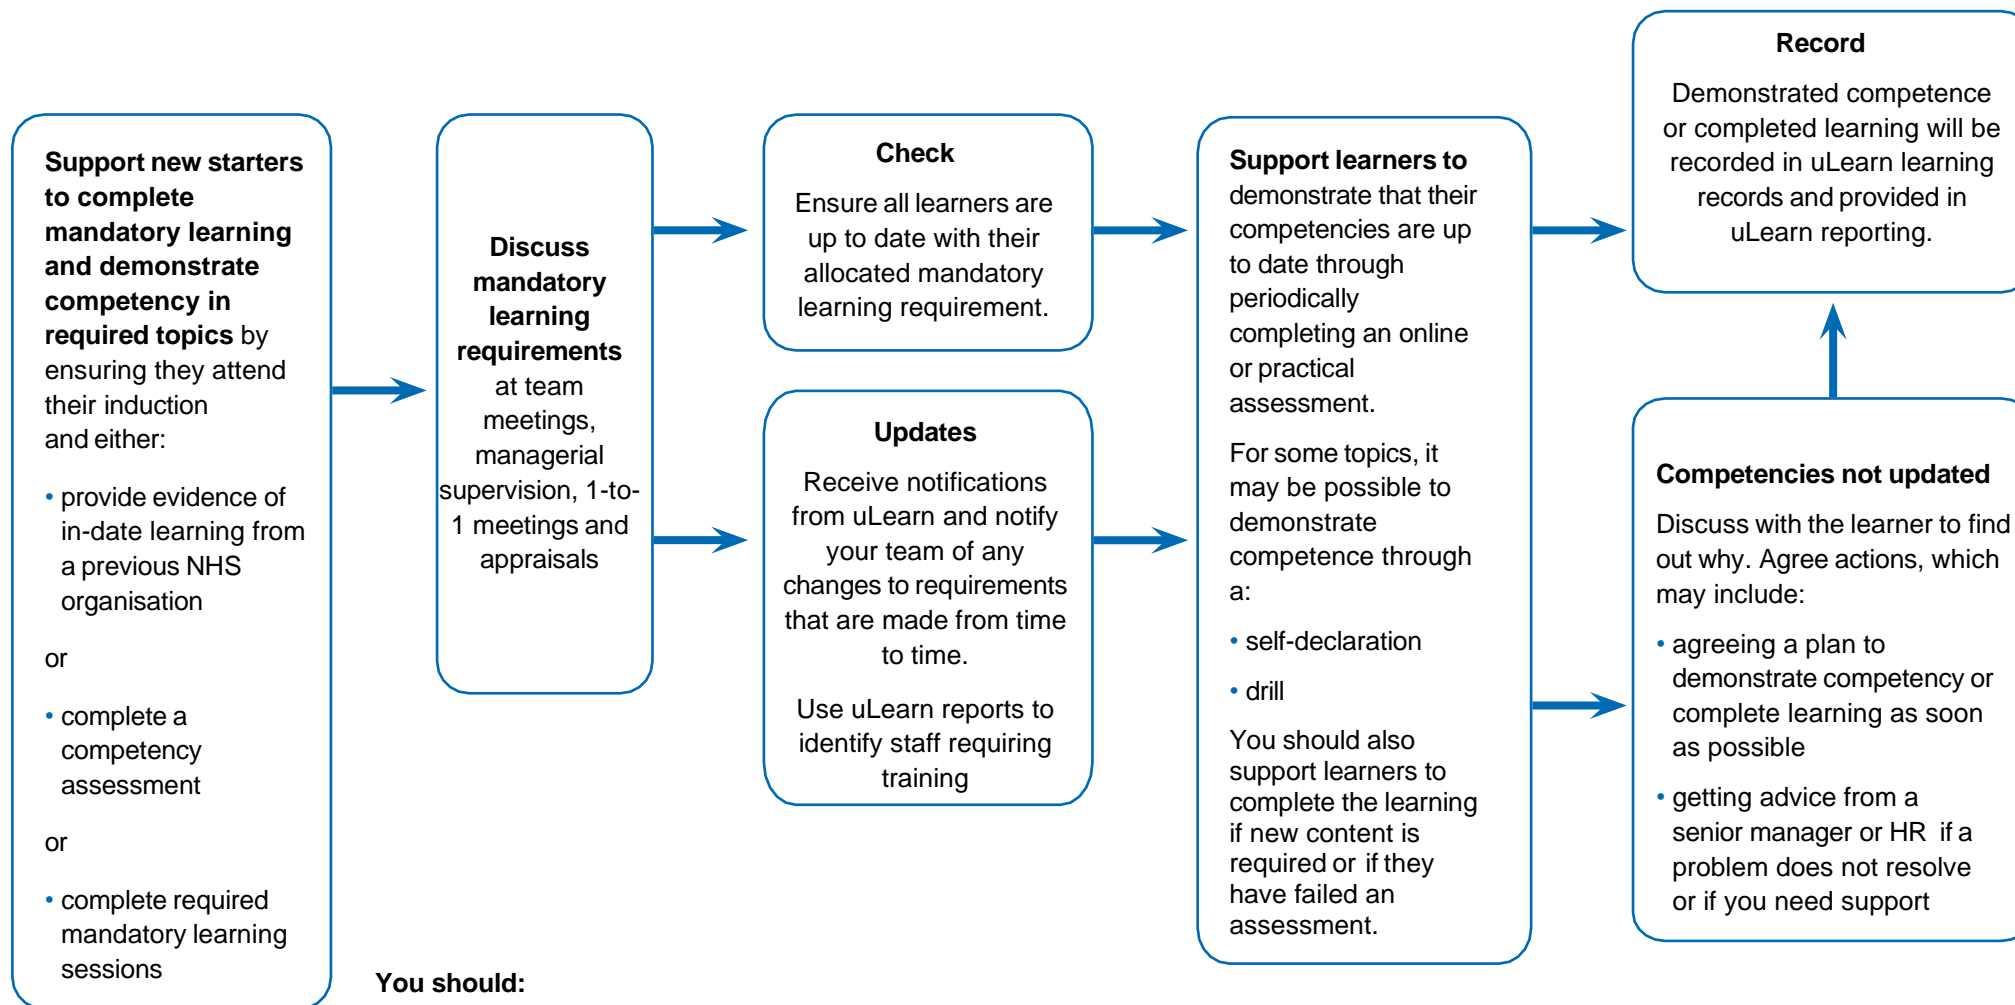 Support new starters
to complete
mandatory learning
and demonstrate
competency in
required topics by
ensuring they attend
their induction
and either:
• provide evidence of
in-date learning from
a previous NHS
organisation
or
• complete a
competency
assessment
or
• complete required
mandatory learning
sessions
Discuss
mandatory
learning
requirements
at team
meetings,
managerial
supervision, 1-to-
1 meetings and
appraisals
Check
Ensure all learners are
up to date with their
allocated mandatory
learning requirement.
Updates
Receive notifications
from uLearn and notify
your team of any
changes to requirements
that are made from time
to time.
Use uLearn reports to
identify staff requiring
training
Support learners to
demonstrate that their
competencies are up
to date through
periodically
completing an online
or practical
assessment.
For some topics, it
may be possible to
demonstrate
competence through
a:
• self-declaration
• drill
You should also
support learners to
complete the learning
if new content is
required or if they
have failed an
assessment.
Record
Demonstrated competence
or completed learning will be
recorded in uLearn learning
records and provided in
uLearn reporting.
Competencies not updated
Discuss with the learner to find
out why. Agree actions, which
may include:
• agreeing a plan to
demonstrate competency or
complete learning as soon
as possible
• getting advice from a
senior manager or HR if a
problem does not resolve
or if you need support
You should: